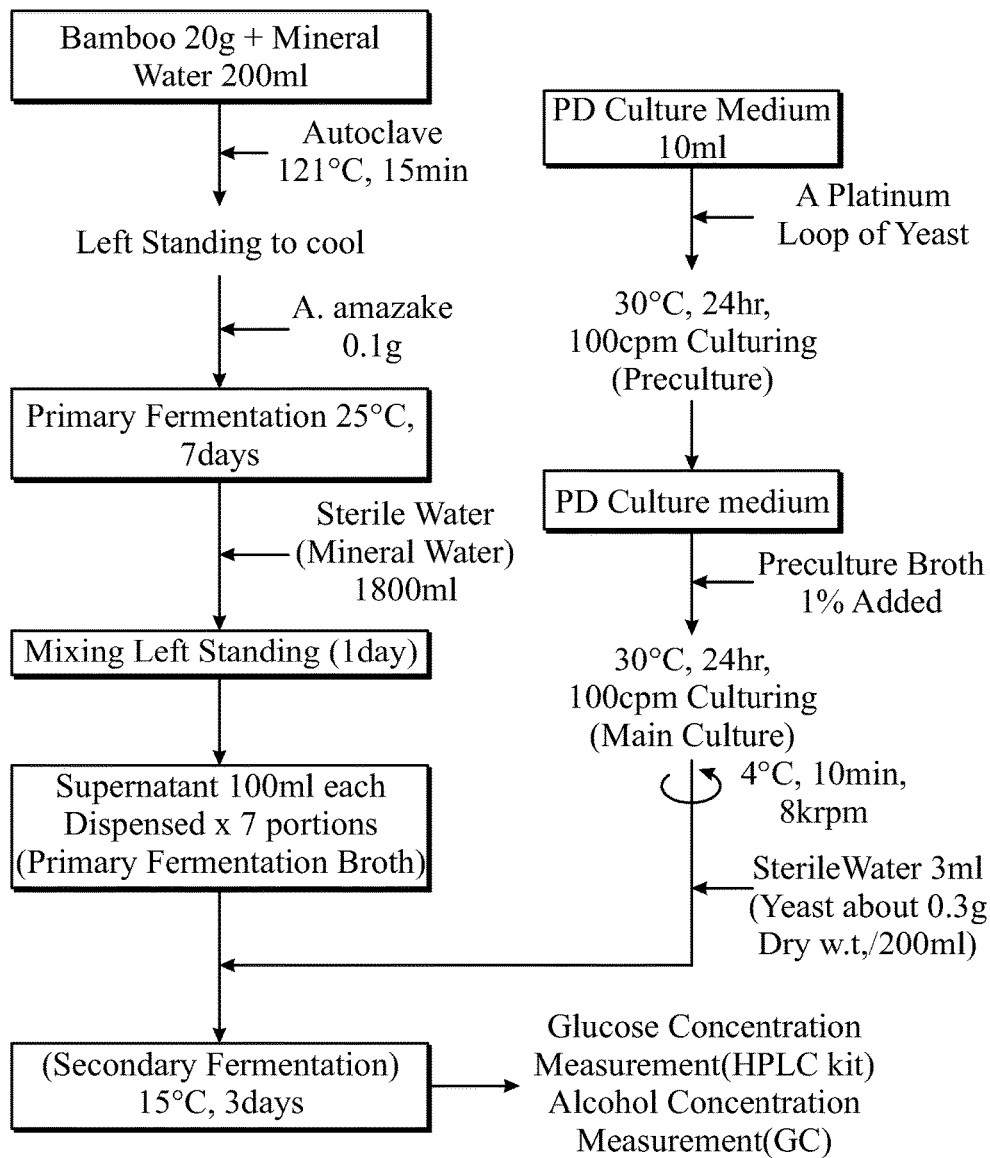 Bamboo 20g + Mineral
Water 200ml
Autoclave
121°C, 15min
Left Standing to cool
A. amazake
0.1g
Primary Fermentation 25°C,
7days
Sterile Water
(Mineral Water)
1800ml
Mixing Left Standing (1day)
Supernatant 100ml each
Dispensed x 7 portions
(Primary Fermentation Broth)
PD Culture Medium
10ml
A Platinum
Loop of Yeast
30°C, 24hr,
100cpm Culturing
(Preculture)
PD Culture medium
Preculture Broth
1% Added
30°C, 24hr,
100cpm Culturing
(Main Culture)
4°C, 10min,
8krpm
SterileWater 3ml
(Yeast about 0.3g
Dry w.t,/200ml)
(Secondary Fermentation)
15°C, 3days
Glucose Concentration
Measurement(HPLC kit)
Alcohol Concentration
Measurement(GC)